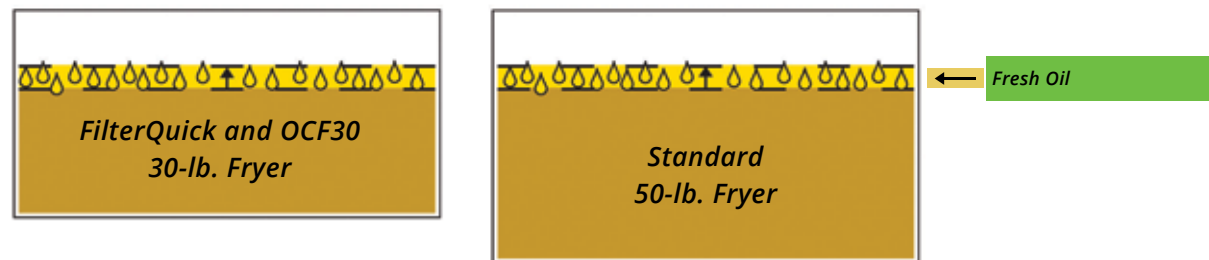 FilterQuick and OCF30
30-lb. Fryer
Standard
50-lb. Fryer
Fresh Oil